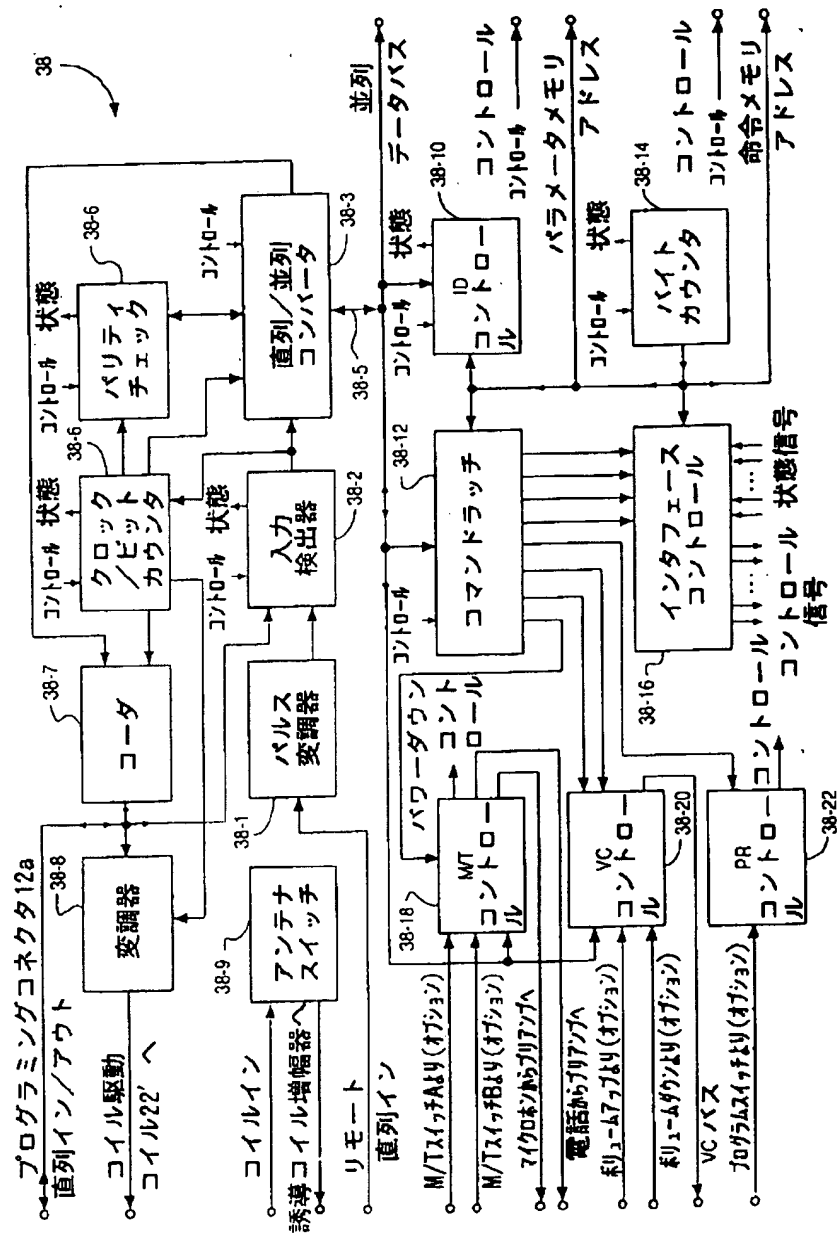 38
プログラミングコネクタ12a
直列イン/アウト
コイル駆動
コイル22'へ
38-8
変調器
38-7
コーダ
コントロール
状態
38-6
クロック
/ビット
カウンタ
コントロール
状態
38-6
パリティ
チェック
コイルイン
誘導コイル増幅器へ
38-9
アンテナ
スイッチ
38-1
パルス
変調器
コントロール
状態
38-2
入力
検出器
コントロール
38-3
直列/並列
コンバータ
38-5
リモート
直列イン
並列
データバス
M/TスイッチAより(オプション)
M/TスイッチBより(オプション)
マイクロホンからプリアンプへ
電話からプリアンプへ
ボリュームアップより(オプション)
ボリュームダウンより(オプション)
VCバス
プログラムスイッチより(オプション)
パワーダウン
コントロール
38-18
M/T
コントロール
VC
コントロール
38-20
PR
コントロール
38-22
コントロール
コントロール
38-12
コマンドラッチ
コントロール
状態
38-10
ID
コントロール
コントロール
コントロール
パラメータメモリ
アドレス
38-16
インタフェース
コントロール
コントロール
信号
状態信号
コントロール
状態
38-14
バイト
カウンタ
コントロール
コントロール
命令メモリ
アドレス